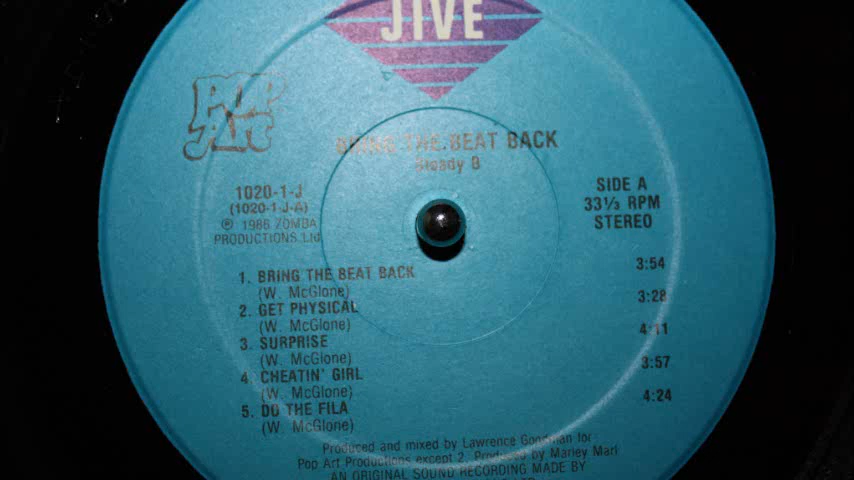 JIVE
POP
Art
BRING THE BEAT BACK
Steady B
1020-1-J
(1020-1-J-A)
℗ 1986 ZOMBA
PRODUCTIONS Ltd
SIDE A
33⅓ RPM
STEREO
1. BRING THE BEAT BACK 3:54
(W. McGlone)
2. GET PHYSICAL 3:28
(W. McGlone)
3. SURPRISE 4:11
(W. McGlone)
4. CHEATIN' GIRL 3:57
(W. McGlone)
5. DO THE FILA 4:24
(W. McGlone)
Produced and mixed by Lawrence Goodman for
Pop Art Productions except 2. Produced by Marley Marl
AN ORIGINAL SOUND RECORDING MADE BY